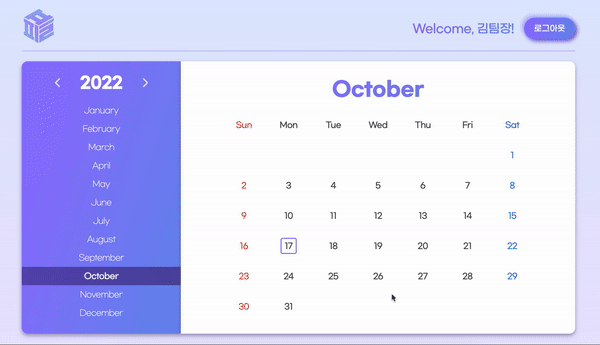 Welcome, 김팀장!
로그아웃
2022
January
February
March
April
May
June
July
August
September
October
November
December
October
Sun Mon Tue Wed Thu Fri Sat
1
2 3 4 5 6 7 8
9 10 11 12 13 14 15
16 17 18 19 20 21 22
23 24 25 26 27 28 29
30 31